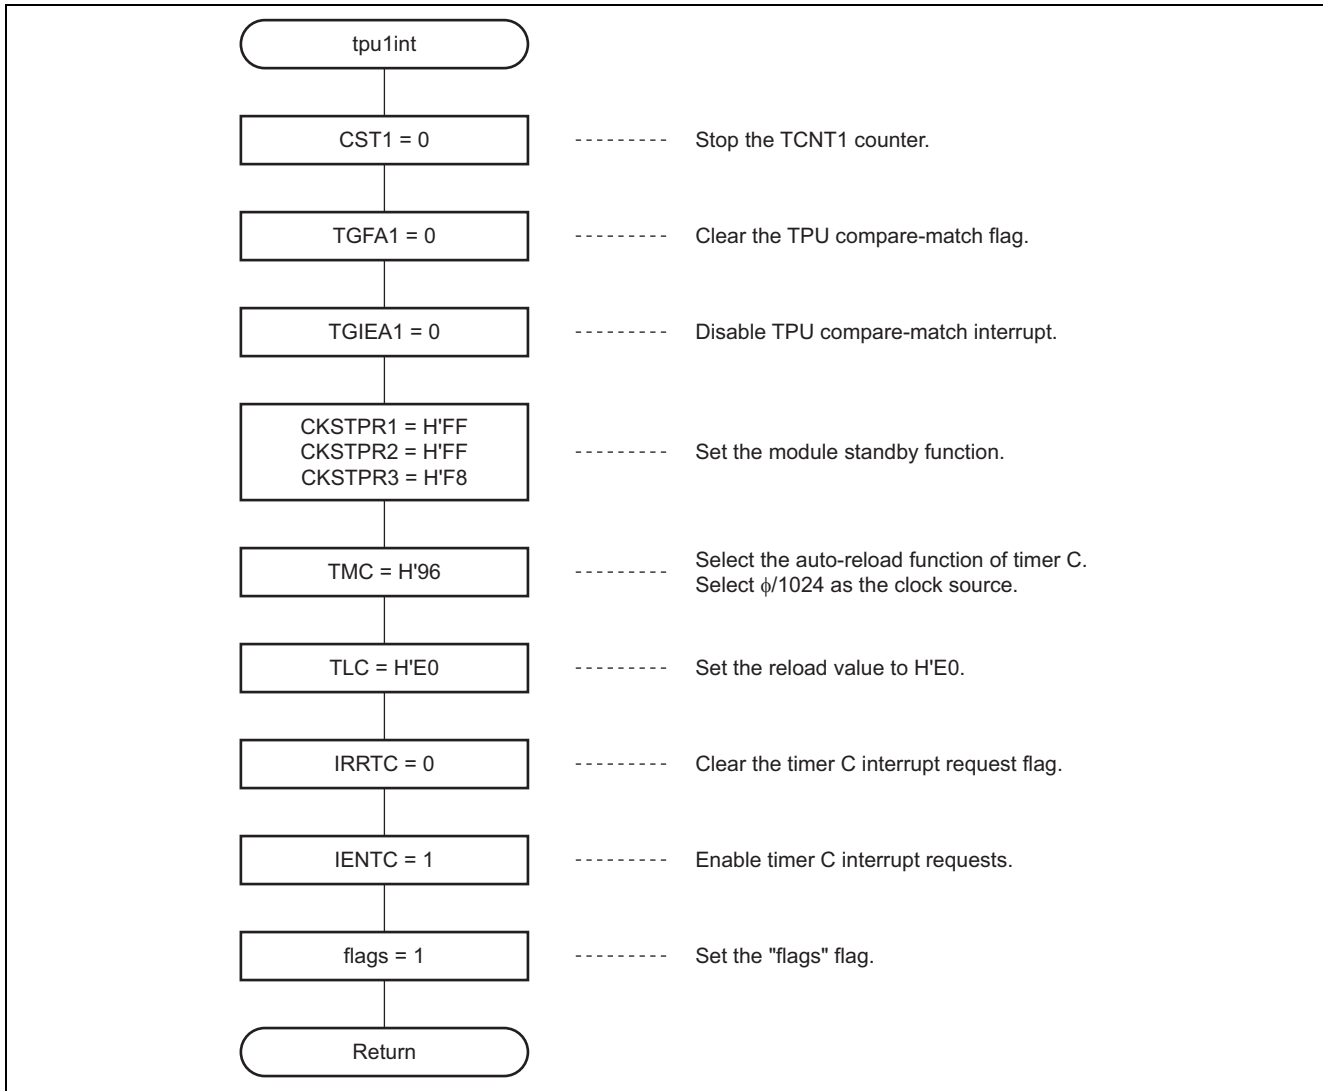 tpu1int
CST1 = 0
Stop the TCNT1 counter.
TGFA1 = 0
Clear the TPU compare-match flag.
TGIEA1 = 0
Disable TPU compare-match interrupt.
CKSTPR1 = H'FF
CKSTPR2 = H'FF
CKSTPR3 = H'F8
Set the module standby function.
TMC = H'96
Select the auto-reload function of timer C.
Select ϕ/1024 as the clock source.
TLC = H'E0
Set the reload value to H'E0.
IRRTC = 0
Clear the timer C interrupt request flag.
IENTC = 1
Enable timer C interrupt requests.
flags = 1
Set the "flags" flag.
Return